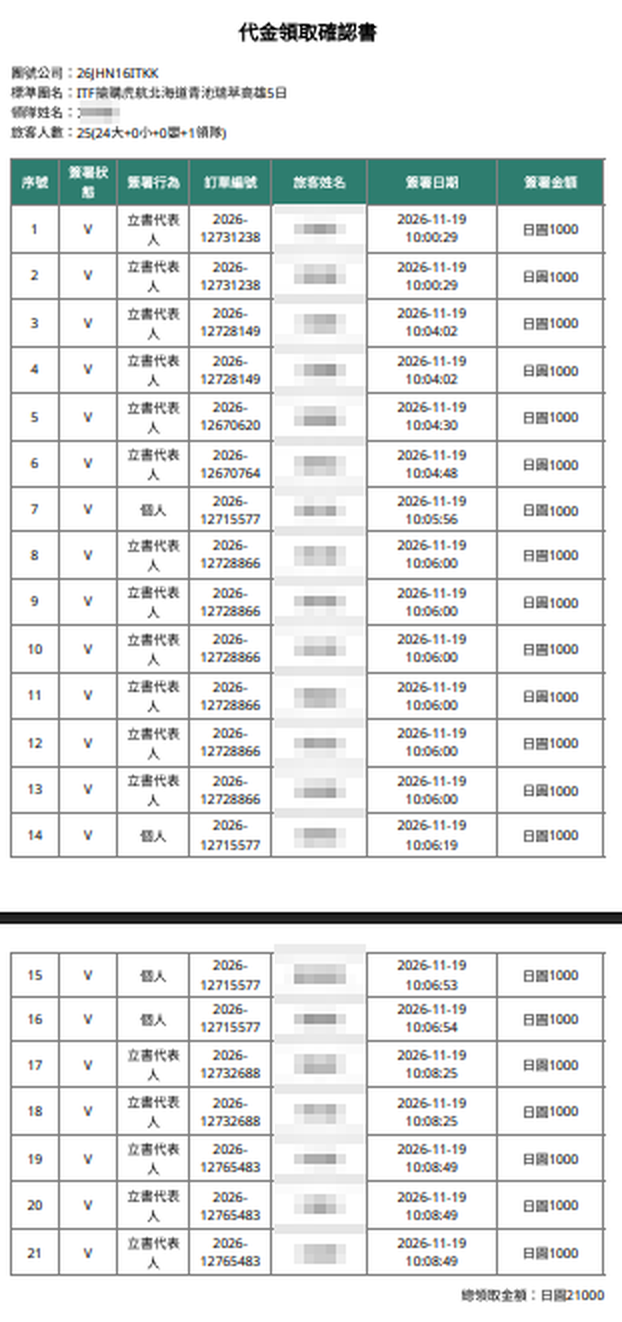 代金領取確認書
團號公司：26JHN16ITKK
標準團名：ITF搶購虎航北海道青池瑞萃高雄5日
領隊姓名：
旅客人數：25(24大+0小+0嬰+1領隊)
序號 簽署狀態 簽署行為 訂單編號 旅客姓名 簽署日期 簽署金額
1 V 立書代表人 2026-12731238 2026-11-19 10:00:29 日圓1000
2 V 立書代表人 2026-12731238 2026-11-19 10:00:29 日圓1000
3 V 立書代表人 2026-12728149 2026-11-19 10:04:02 日圓1000
4 V 立書代表人 2026-12728149 2026-11-19 10:04:02 日圓1000
5 V 立書代表人 2026-12670620 2026-11-19 10:04:30 日圓1000
6 V 立書代表人 2026-12670764 2026-11-19 10:04:48 日圓1000
7 V 個人 2026-12715577 2026-11-19 10:05:56 日圓1000
8 V 立書代表人 2026-12728866 2026-11-19 10:06:00 日圓1000
9 V 立書代表人 2026-12728866 2026-11-19 10:06:00 日圓1000
10 V 立書代表人 2026-12728866 2026-11-19 10:06:00 日圓1000
11 V 立書代表人 2026-12728866 2026-11-19 10:06:00 日圓1000
12 V 立書代表人 2026-12728866 2026-11-19 10:06:00 日圓1000
13 V 立書代表人 2026-12728866 2026-11-19 10:06:00 日圓1000
14 V 個人 2026-12715577 2026-11-19 10:06:19 日圓1000
15 V 個人 2026-12715577 2026-11-19 10:06:53 日圓1000
16 V 個人 2026-12715577 2026-11-19 10:06:54 日圓1000
17 V 立書代表人 2026-12732688 2026-11-19 10:08:25 日圓1000
18 V 立書代表人 2026-12732688 2026-11-19 10:08:25 日圓1000
19 V 立書代表人 2026-12765483 2026-11-19 10:08:49 日圓1000
20 V 立書代表人 2026-12765483 2026-11-19 10:08:49 日圓1000
21 V 立書代表人 2026-12765483 2026-11-19 10:08:49 日圓1000
總領取金額：日圓21000